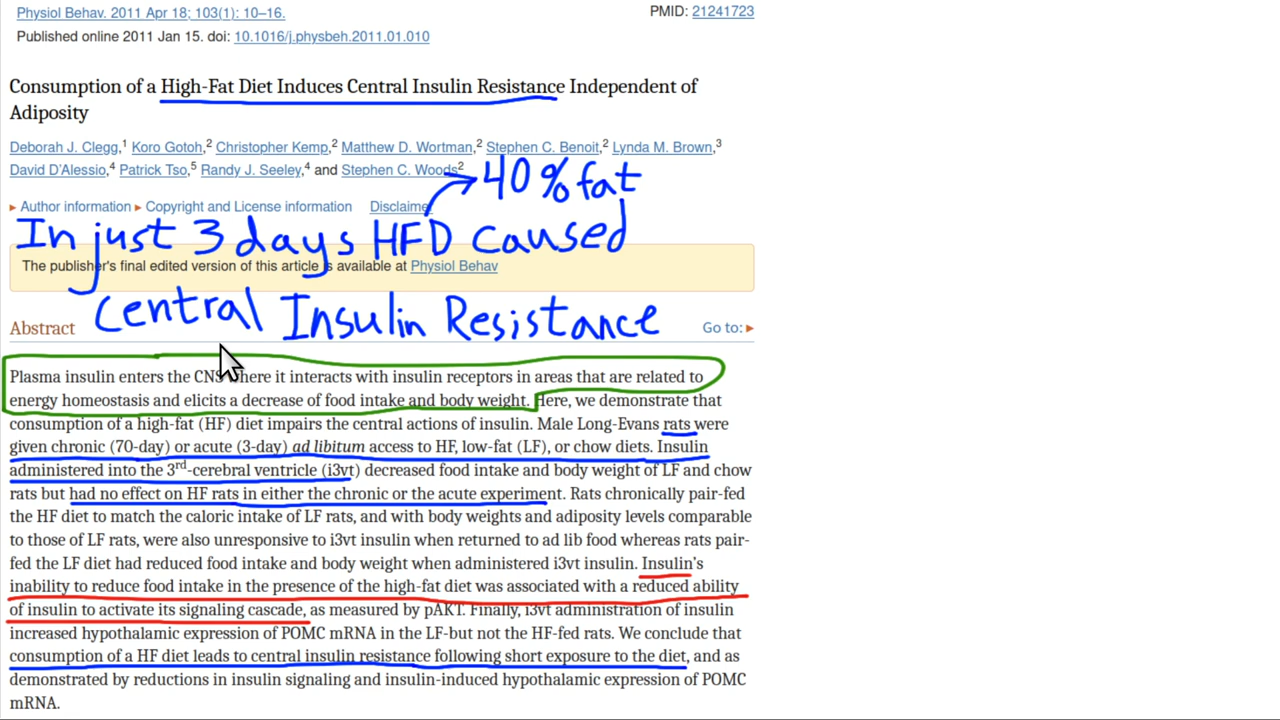 Physiol Behav. 2011 Apr 18; 103(1): 10–16.
PMID: 21241723
Published online 2011 Jan 15. doi: 10.1016/j.physbeh.2011.01.010
Consumption of a High-Fat Diet Induces Central Insulin Resistance Independent of
Adiposity
Deborah J. Clegg,1 Koro Gotoh,2 Christopher Kemp,2 Matthew D. Wortman,2 Stephen C. Benoit,2 Lynda M. Brown,3
David D'Alessio,4 Patrick Tso,5 Randy J. Seeley,4 and Stephen C. Woods2
→ 40% fat
▸ Author information ▸ Copyright and License information Disclaimer
In just 3 days HFD caused
The publisher's final edited version of this article is available at Physiol Behav
Central Insulin Resistance
Abstract
Go to: ▸
Plasma insulin enters the CNS where it interacts with insulin receptors in areas that are related to
energy homeostasis and elicits a decrease of food intake and body weight. Here, we demonstrate that
consumption of a high-fat (HF) diet impairs the central actions of insulin. Male Long-Evans rats were
given chronic (70-day) or acute (3-day) ad libitum access to HF, low-fat (LF), or chow diets. Insulin
administered into the 3rd-cerebral ventricle (i3vt) decreased food intake and body weight of LF and chow
rats but had no effect on HF rats in either the chronic or the acute experiment. Rats chronically pair-fed
the HF diet to match the caloric intake of LF rats, and with body weights and adiposity levels comparable
to those of LF rats, were also unresponsive to i3vt insulin when returned to ad lib food whereas rats pair-
fed the LF diet had reduced food intake and body weight when administered i3vt insulin. Insulin's
inability to reduce food intake in the presence of the high-fat diet was associated with a reduced ability
of insulin to activate its signaling cascade, as measured by pAKT. Finally, i3vt administration of insulin
increased hypothalamic expression of POMC mRNA in the LF-but not the HF-fed rats. We conclude that
consumption of a HF diet leads to central insulin resistance following short exposure to the diet, and as
demonstrated by reductions in insulin signaling and insulin-induced hypothalamic expression of POMC
mRNA.